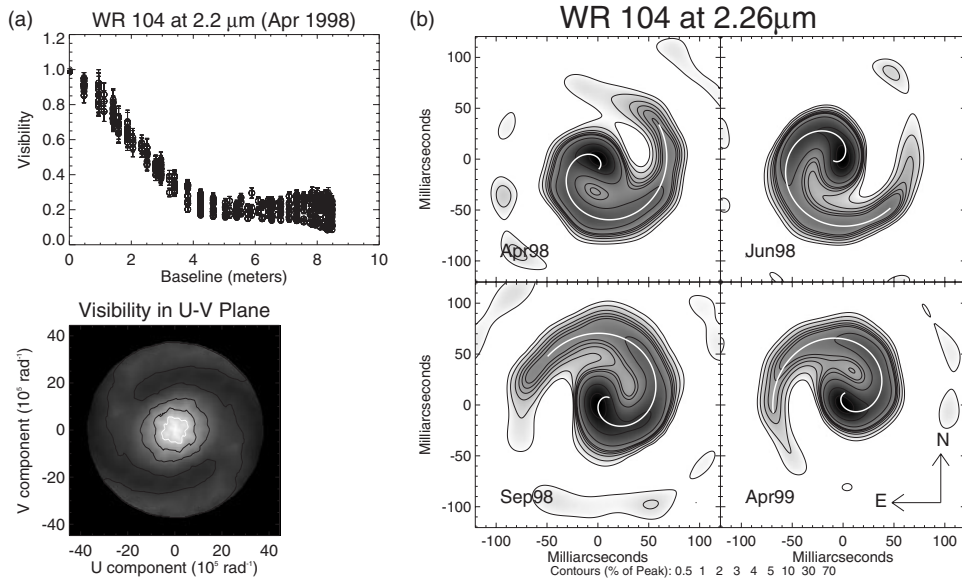 (a)
WR 104 at 2.2 μm (Apr 1998)
Visibility
1.2
1.0
0.8
0.6
0.4
0.2
0.0
0 2 4 6 8 10
Baseline (meters)
Visibility in U-V Plane
V component (10⁵ rad⁻¹)
40
20
0
-20
-40
-40 -20 0 20 40
U component (10⁵ rad⁻¹)
(b)
WR 104 at 2.26μm
Milliarcseconds
100
50
0
-50
-100
Apr98
Jun98
Milliarcseconds
100
50
0
-50
-100
Sep98
Apr99
N
E
-100 -50 0 50 100
-100 -50 0 50 100
Milliarcseconds
Milliarcseconds
Contours (% of Peak): 0.5 1 2 3 4 5 10 30 70